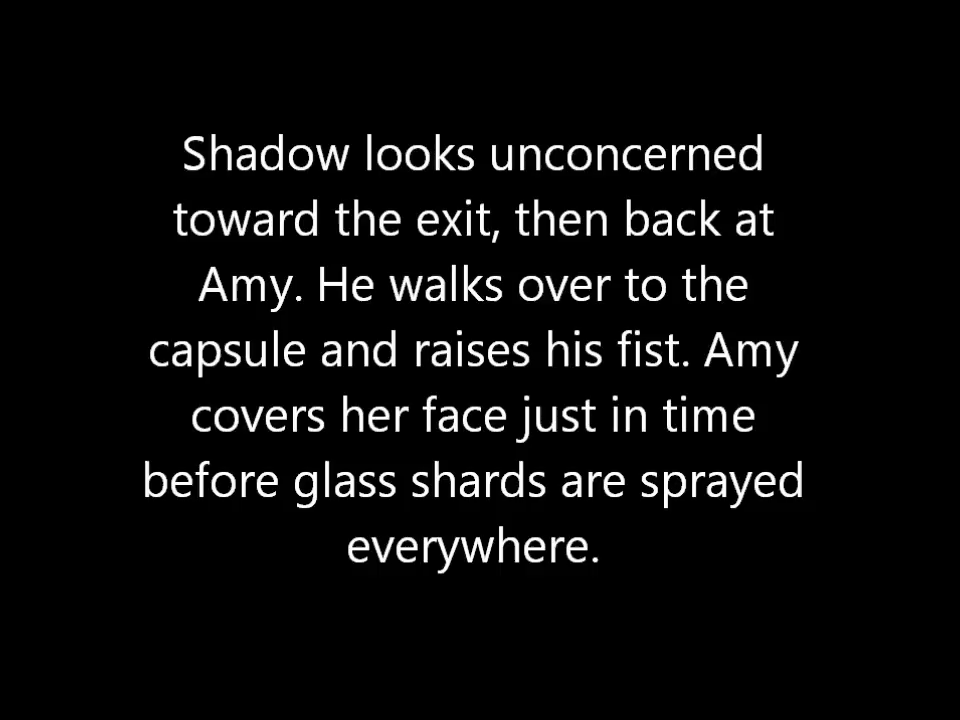 Shadow looks unconcerned
toward the exit, then back at
Amy. He walks over to the
capsule and raises his fist. Amy
covers her face just in time
before glass shards are sprayed
everywhere.